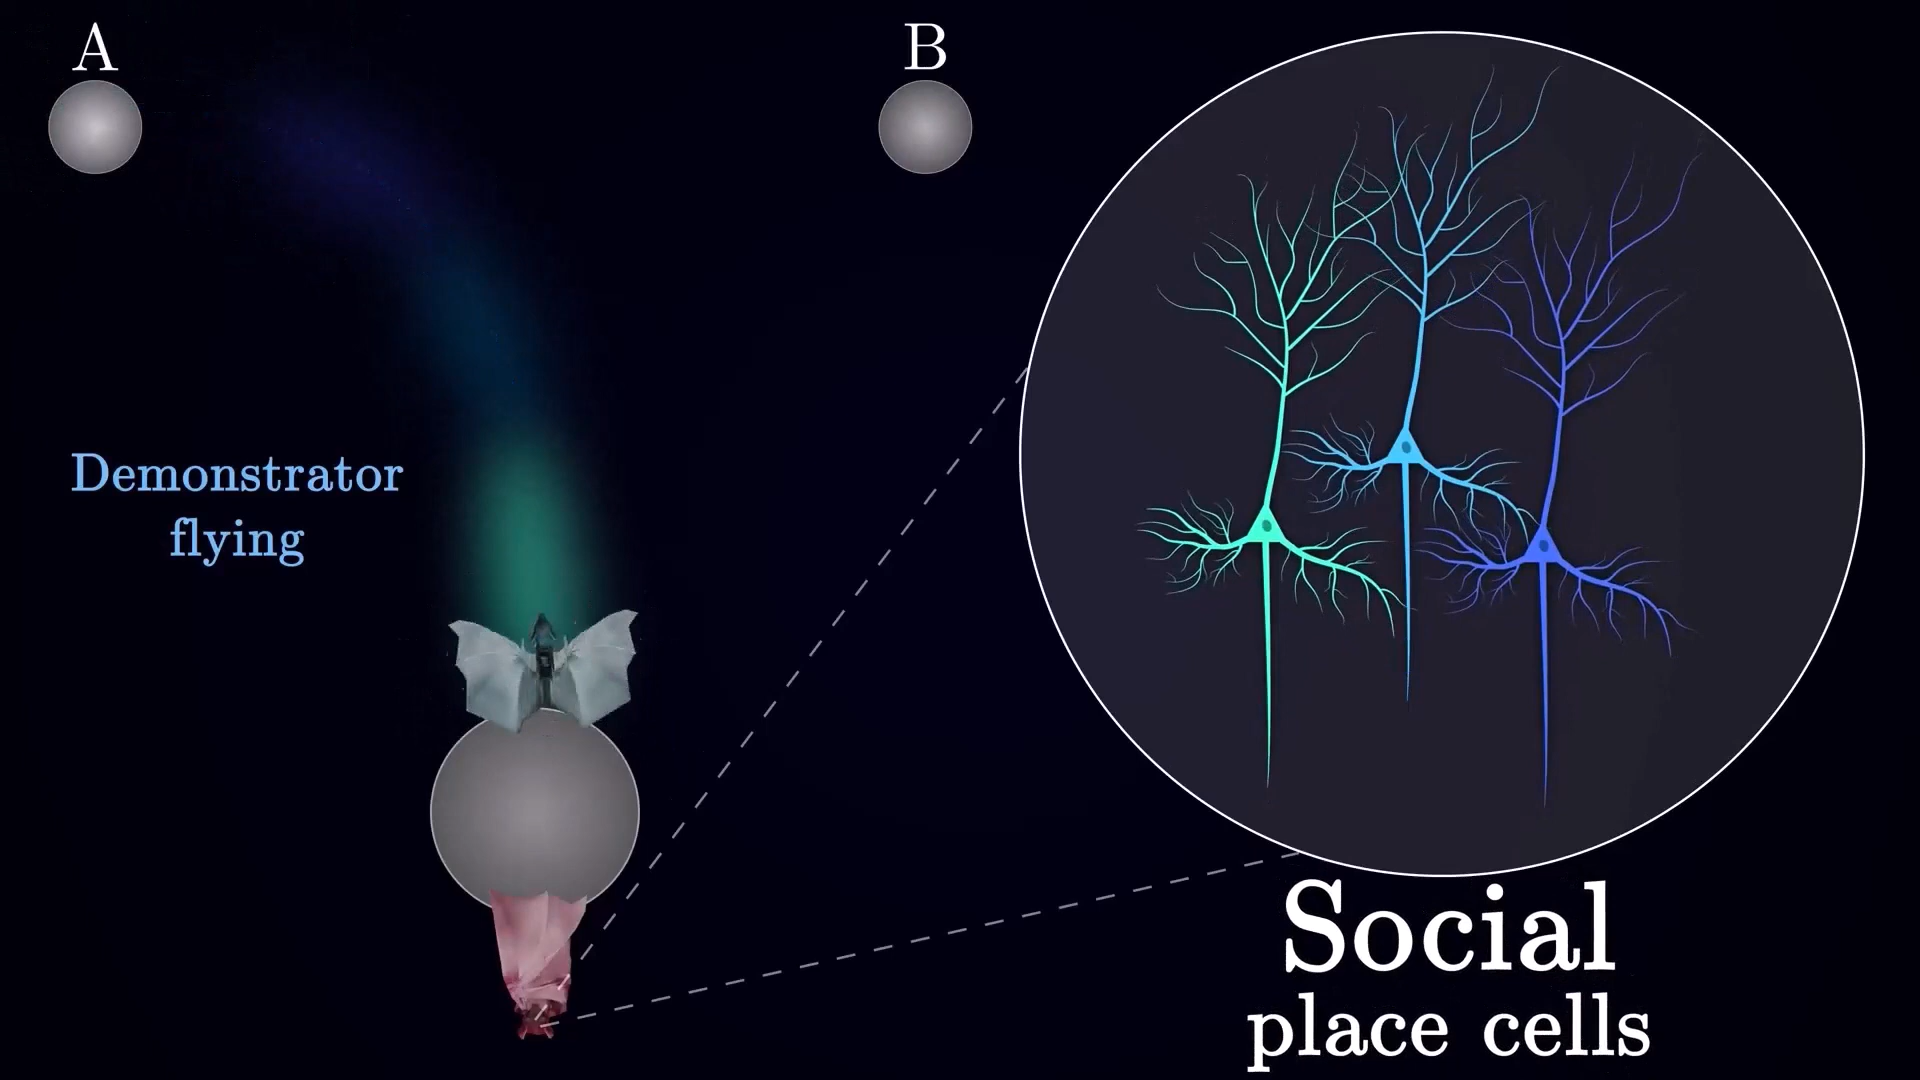 A
B
Demonstrator
flying
Social
place cells